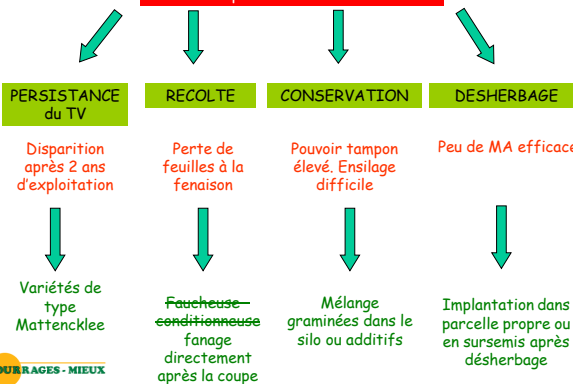 PERSISTANCE
du TV
Disparition
après 2 ans
d'exploitation
Variétés de
type
Mattencklee
RECOLTE
Perte de
feuilles à la
fenaison
Faucheuse
conditionneuse
fanage
directement
après la coupe
CONSERVATION
Pouvoir tampon
élevé. Ensilage
difficile
Mélange
graminées dans le
silo ou additifs
DESHERBAGE
Peu de MA efficace
Implantation dans
parcelle propre ou
en sursemis après
désherbage
OURRAGES - MIEUX